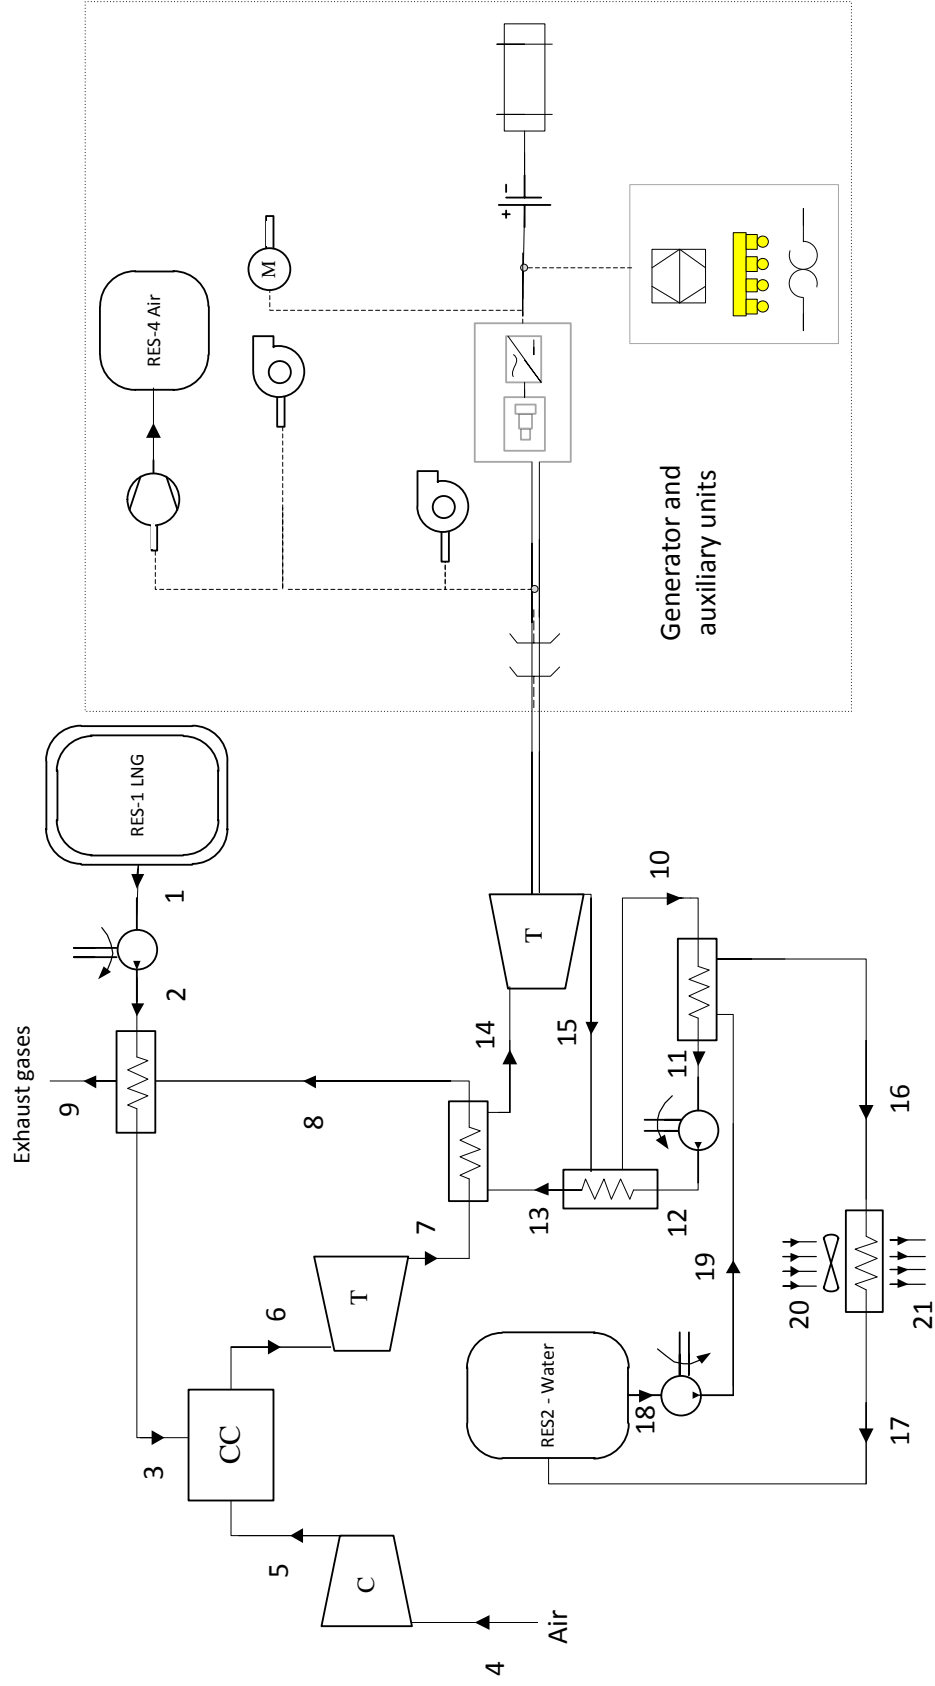 Exhaust gases
9
RES-1 LNG
1
2
3
CC
5
C
4
Air
6
T
7
8
14
T
15
13
12
11
10
RES2 - Water
18
19
20
21
16
17
RES-4 Air
M
+ -
Generator and
auxiliary units